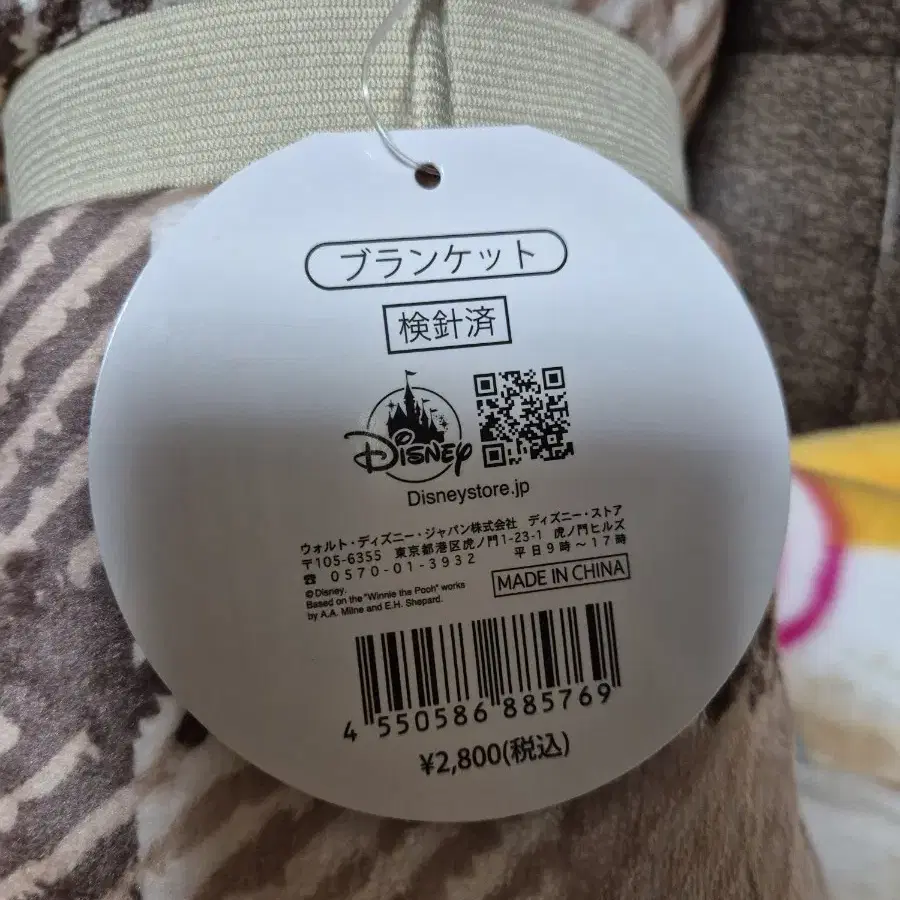 ブランケット
検針済
Disney
Disneystore.jp
ウォルト・ディズニー・ジャパン株式会社 ディズニー・ストア
〒105-6355 東京都港区虎ノ門1-23-1 虎ノ門ヒルズ
☎ 0570-01-3932 平日9時～17時
©Disney.
Based on the "Winnie the Pooh" works
by A.A. Milne and E.H. Shepard.
MADE IN CHINA
4 550586 885769
¥2,800(税込)